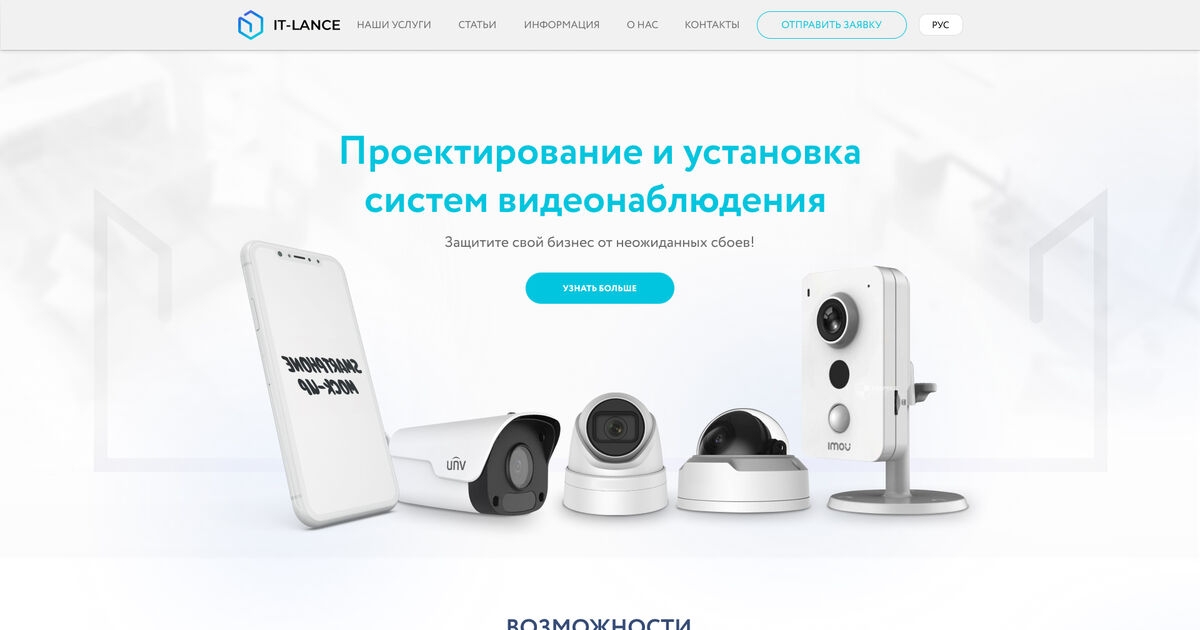 IT-LANCE
НАШИ УСЛУГИ
СТАТЬИ
ИНФОРМАЦИЯ
О НАС
КОНТАКТЫ
ОТПРАВИТЬ ЗАЯВКУ
РУС
Проектирование и установка
систем видеонаблюдения
Защитите свой бизнес от неожиданных сбоев!
УЗНАТЬ БОЛЬШЕ
SMARTPHONE
MOCK-UP
unv
imou
ВОЗМОЖНОСТИ